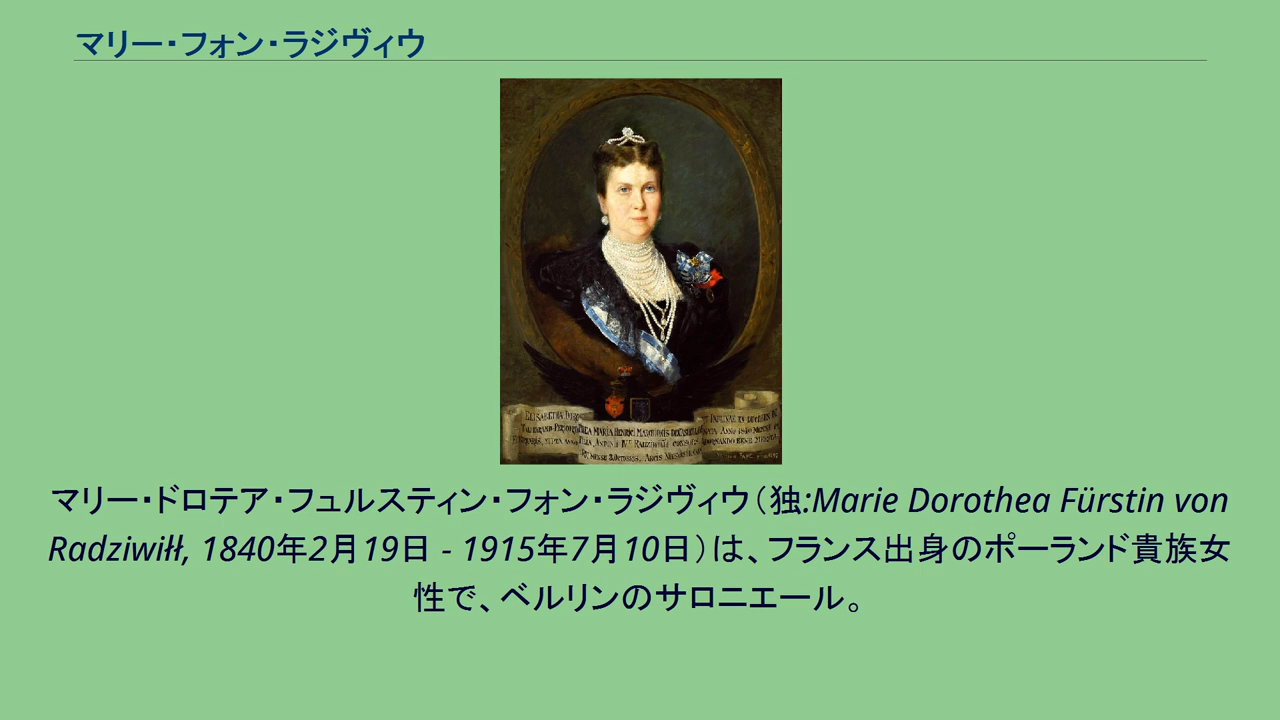 マリー・フォン・ラジヴィウ
マリー・ドロテア・フュルスティン・フォン・ラジヴィウ（独:Marie Dorothea Fürstin von
Radziwiłł, 1840年2月19日 - 1915年7月10日）は、フランス出身のポーランド貴族女
性で、ベルリンのサロニエール。